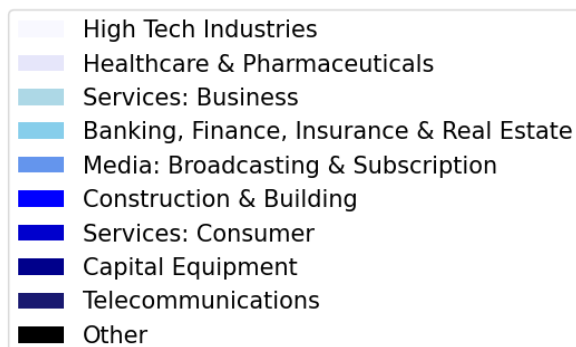 High Tech Industries
Healthcare & Pharmaceuticals
Services: Business
Banking, Finance, Insurance & Real Estate
Media: Broadcasting & Subscription
Construction & Building
Services: Consumer
Capital Equipment
Telecommunications
Other